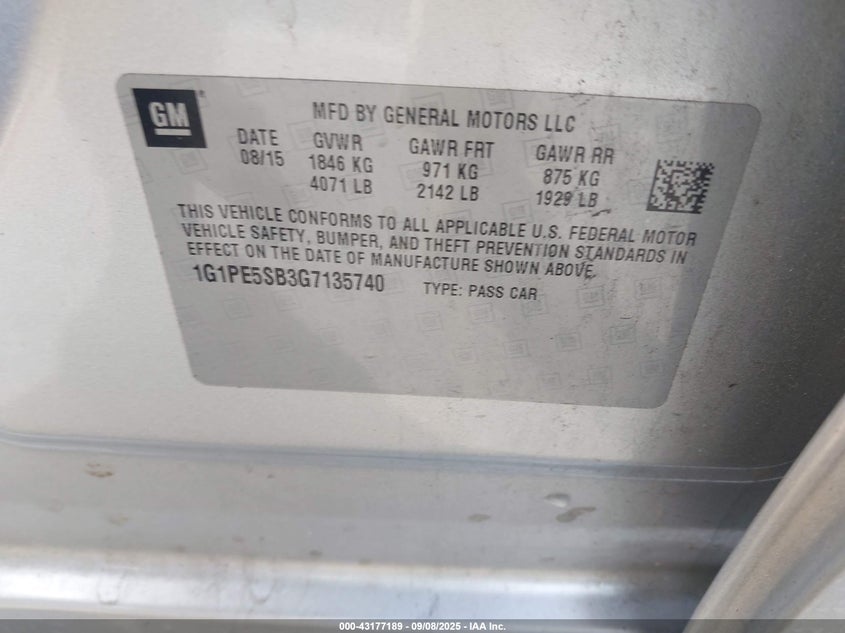 GM
MFD BY GENERAL MOTORS LLC
DATE GVWR GAWR FRT GAWR RR
08/15 1846 KG 971 KG 875 KG
4071 LB 2142 LB 1929 LB
THIS VEHICLE CONFORMS TO ALL APPLICABLE U.S. FEDERAL MOTOR
VEHICLE SAFETY, BUMPER, AND THEFT PREVENTION STANDARDS IN
EFFECT ON THE DATE OF MANUFACTURE SHOWN ABOVE.
1G1PE5SB3G7135740 TYPE: PASS CAR
000-43177189 - 09/08/2025 - IAA Inc.